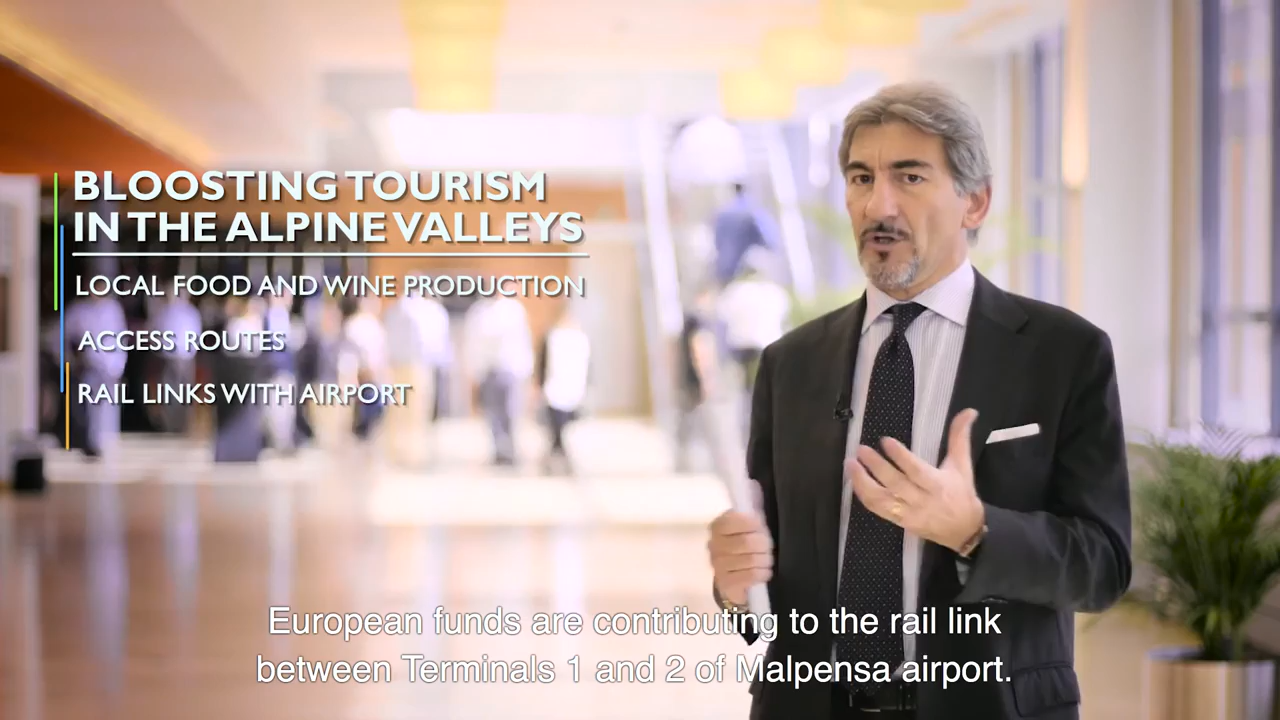 BLOOSTING TOURISM
IN THE ALPINE VALLEYS
LOCAL FOOD AND WINE PRODUCTION
ACCESS ROUTES
RAIL LINKS WITH AIRPORT
European funds are contributing to the rail link
between Terminals 1 and 2 of Malpensa airport.